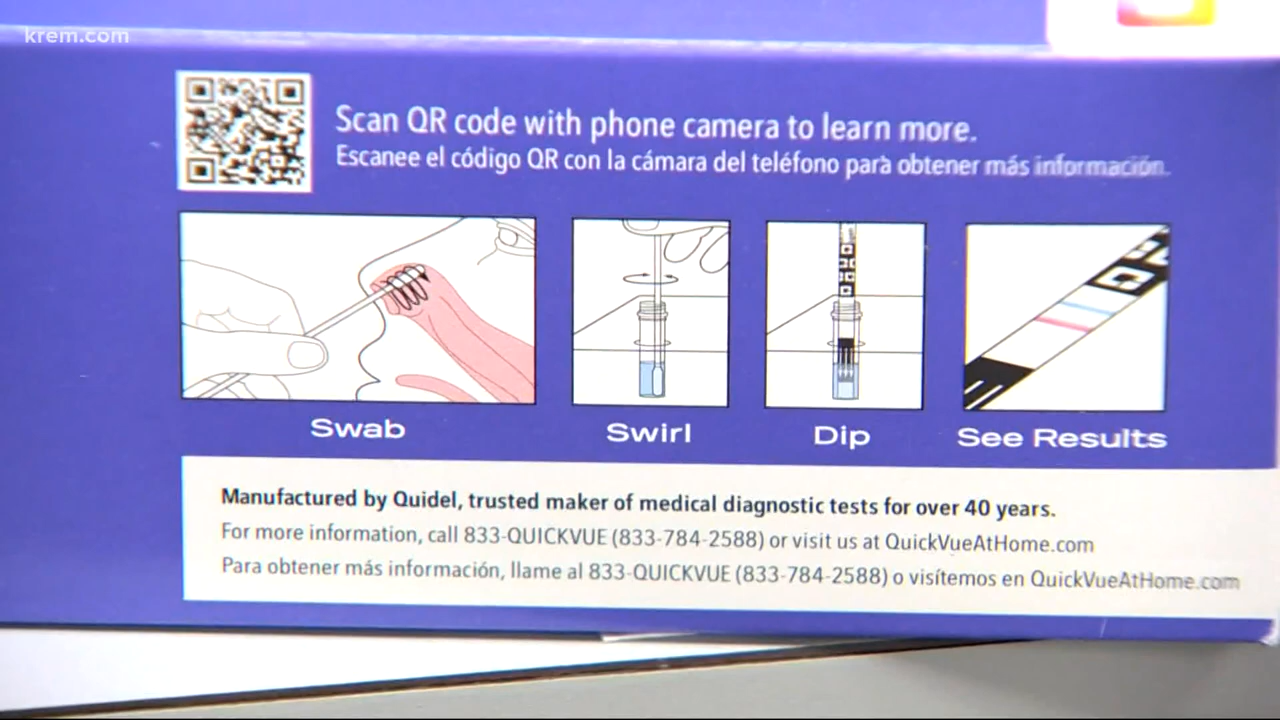 krem.com
Scan QR code with phone camera to learn more.
Escanee el código QR con la cámara del teléfono para obtener más información.
Swab
Swirl
Dip
See Results
Manufactured by Quidel, trusted maker of medical diagnostic tests for over 40 years.
For more information, call 833-QUICKVUE (833-784-2588) or visit us at QuickVueAtHome.com
Para obtener más información, llame al 833-QUICKVUE (833-784-2588) o visítemos en QuickVueAtHome.com